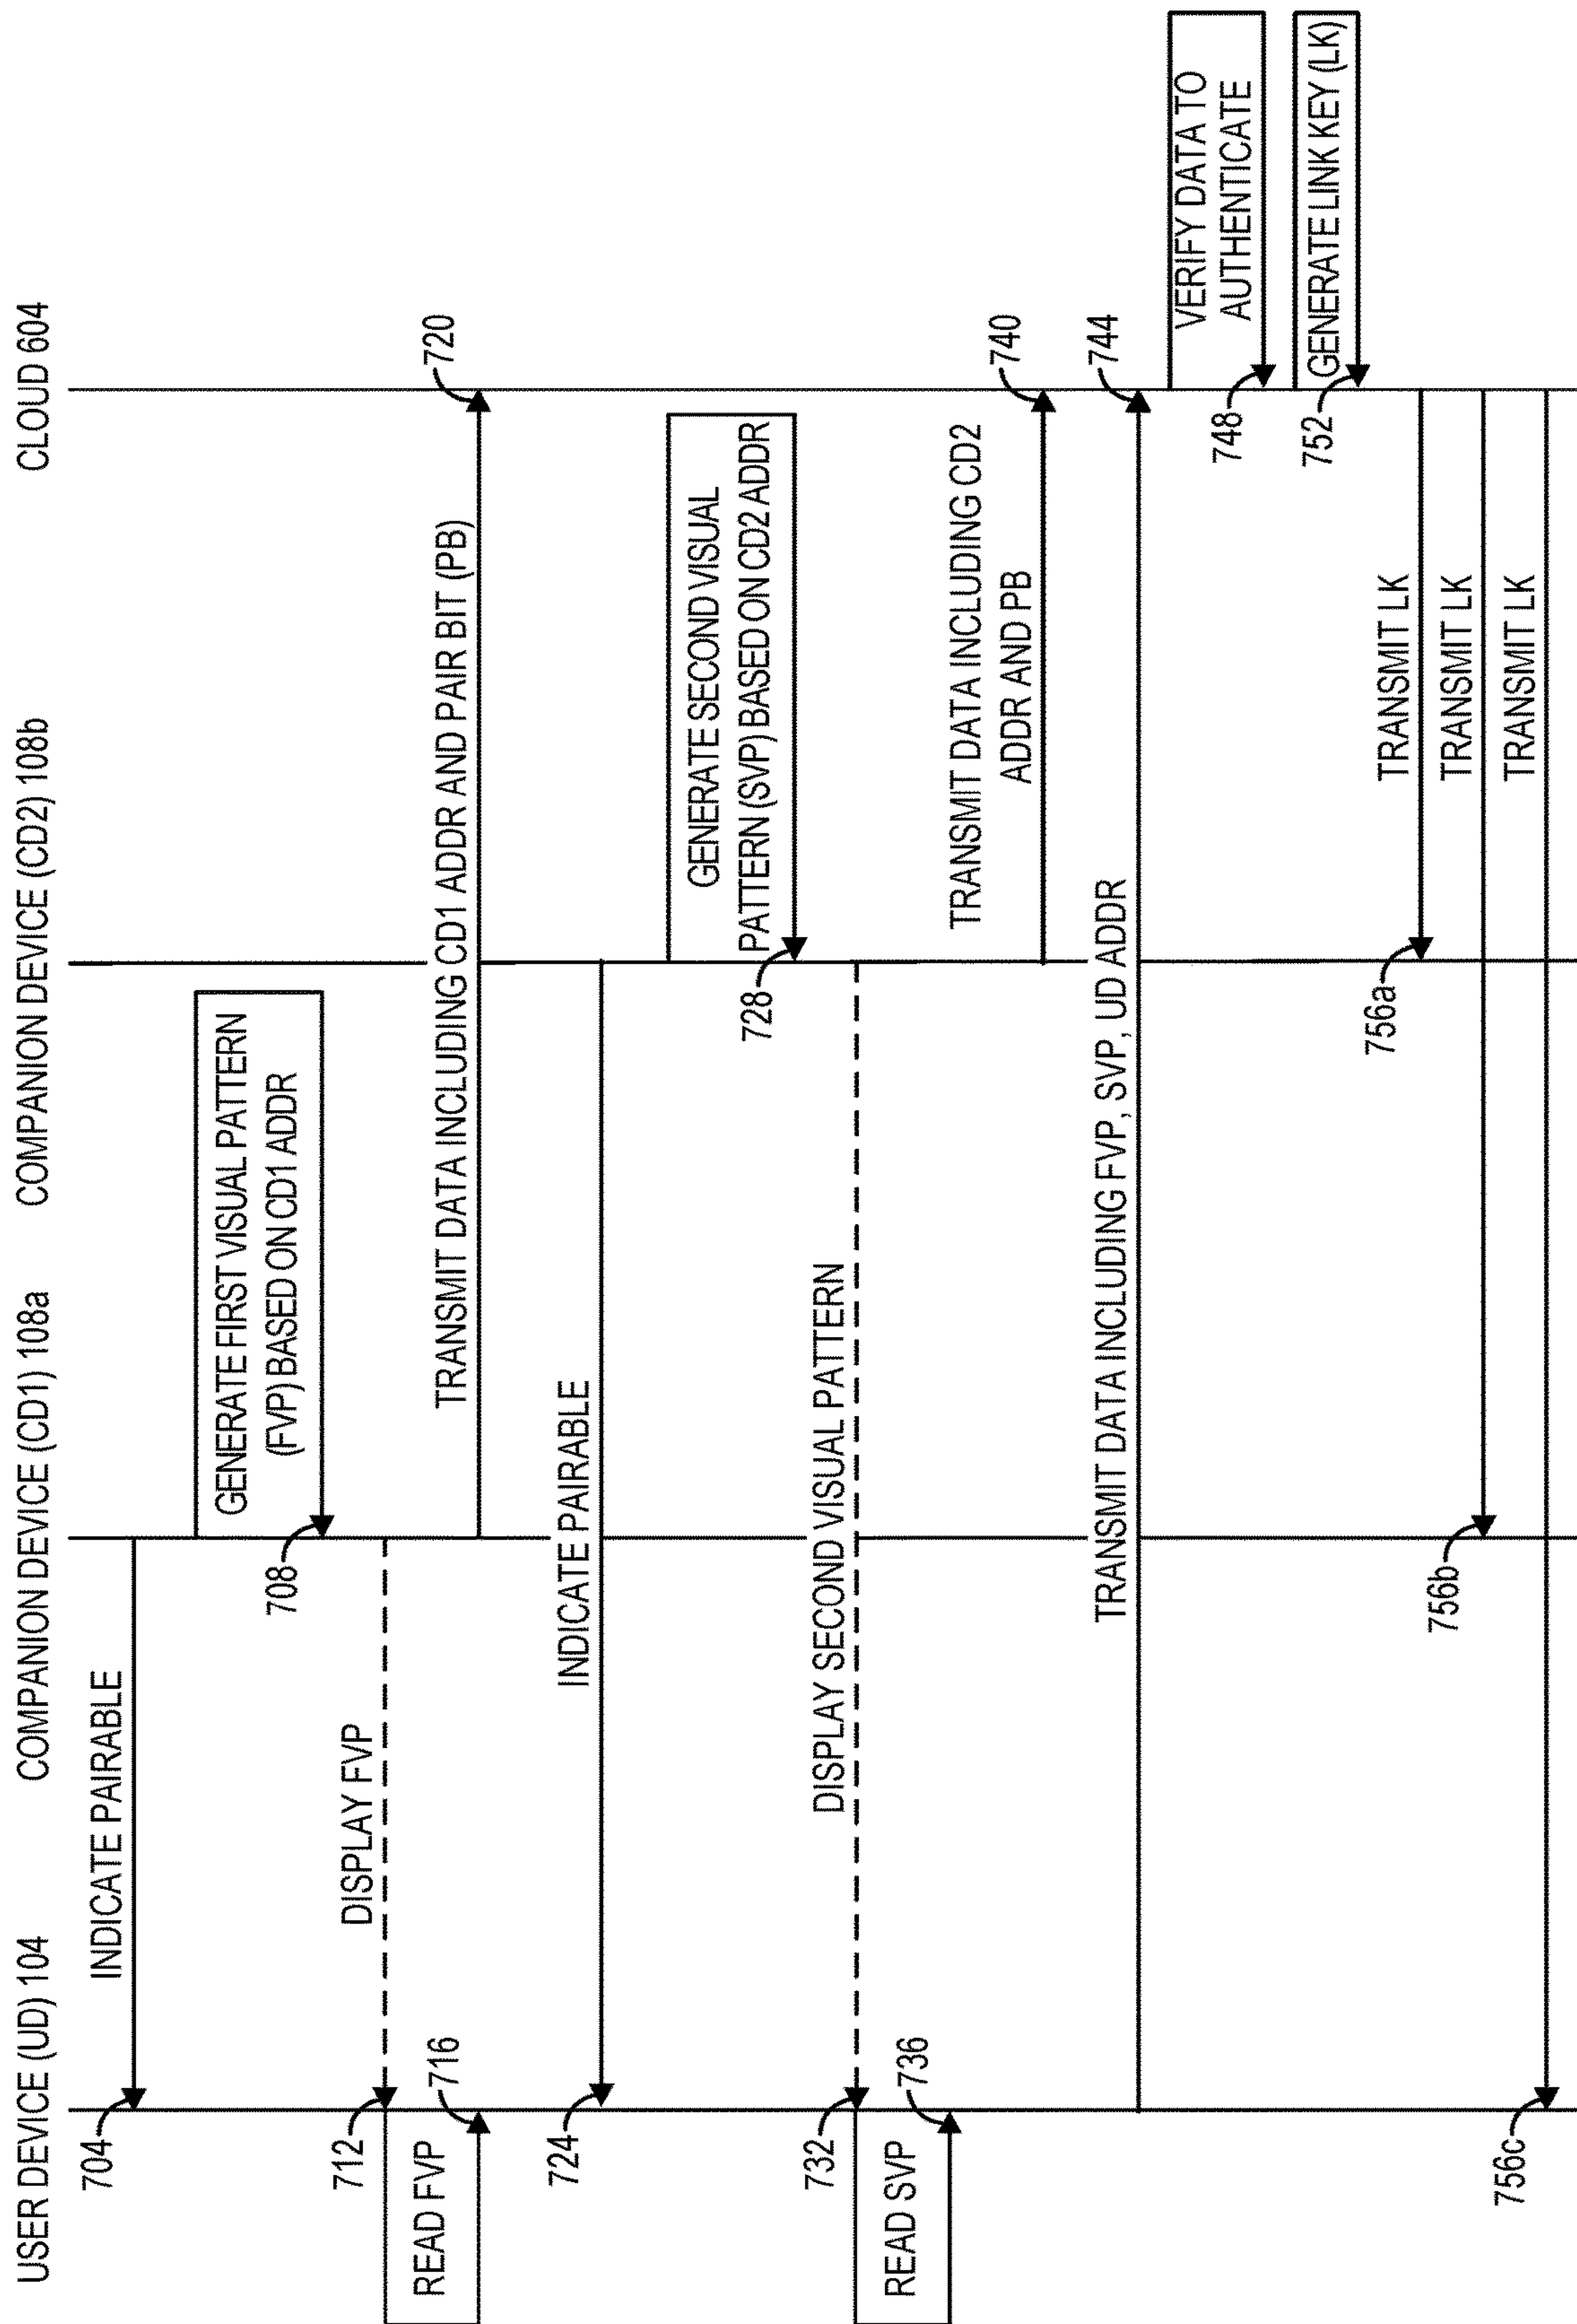 USER DEVICE (UD) 104
COMPANION DEVICE (CD1) 108a
COMPANION DEVICE (CD2) 108b
CLOUD 604
INDICATE PAIRABLE
704
GENERATE FIRST VISUAL PATTERN
(FVP) BASED ON CD1 ADDR
708
DISPLAY FVP
712
READ FVP
716
TRANSMIT DATA INCLUDING CD1 ADDR AND PAIR BIT (PB)
720
INDICATE PAIRABLE
724
GENERATE SECOND VISUAL
PATTERN (SVP) BASED ON CD2 ADDR
728
DISPLAY SECOND VISUAL PATTERN
732
READ SVP
736
TRANSMIT DATA INCLUDING CD2
ADDR AND PB
740
TRANSMIT DATA INCLUDING FVP, SVP, UD ADDR
744
VERIFY DATA TO
AUTHENTICATE
748
GENERATE LINK KEY (LK)
752
TRANSMIT LK
756a
TRANSMIT LK
756b
TRANSMIT LK
756c